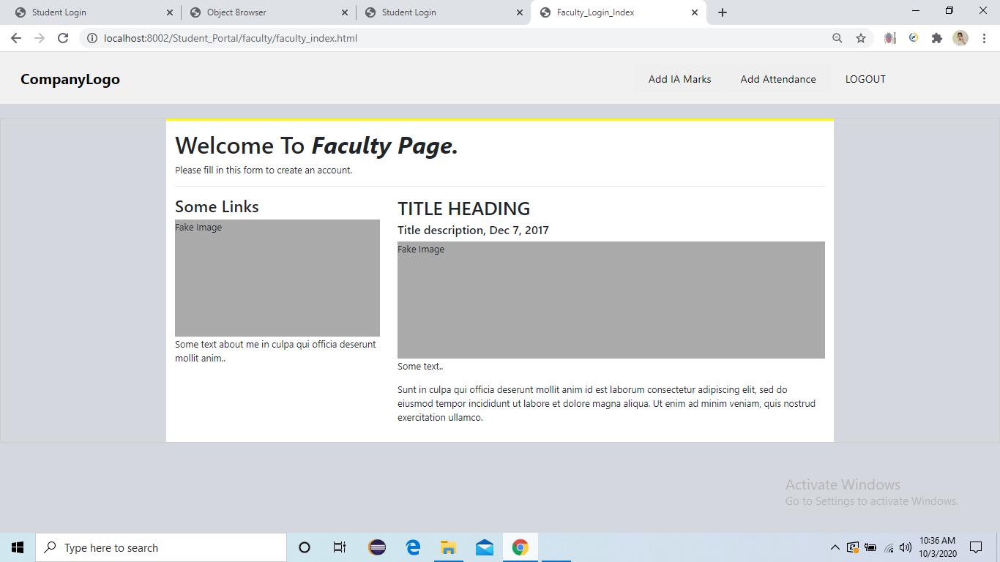 Student Login
Object Browser
Student Login
Faculty_Login_Index
localhost:8002/Student_Portal/faculty/faculty_index.html
CompanyLogo
Add IA Marks
Add Attendance
LOGOUT
Welcome To Faculty Page.
Please fill in this form to create an account.
Some Links
Fake Image
Some text about me in culpa qui officia deserunt
mollit anim..
TITLE HEADING
Title description, Dec 7, 2017
Fake Image
Some text..
Sunt in culpa qui officia deserunt mollit anim id est laborum consectetur adipiscing elit, sed do
eiusmod tempor incididunt ut labore et dolore magna aliqua. Ut enim ad minim veniam, quis nostrud
exercitation ullamco.
Activate Windows
Go to Settings to activate Windows.
Type here to search
10:36 AM
10/3/2020